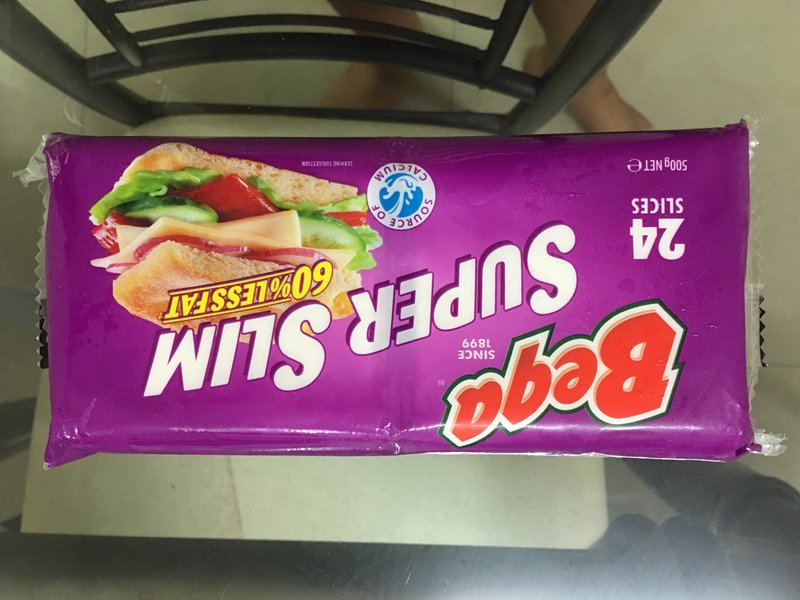 Bega
®
SINCE
1899
SUPER SLIM
60% LESS FAT
24
SLICES
500g NET ℮
SOURCE OF
CALCIUM
SERVING SUGGESTION